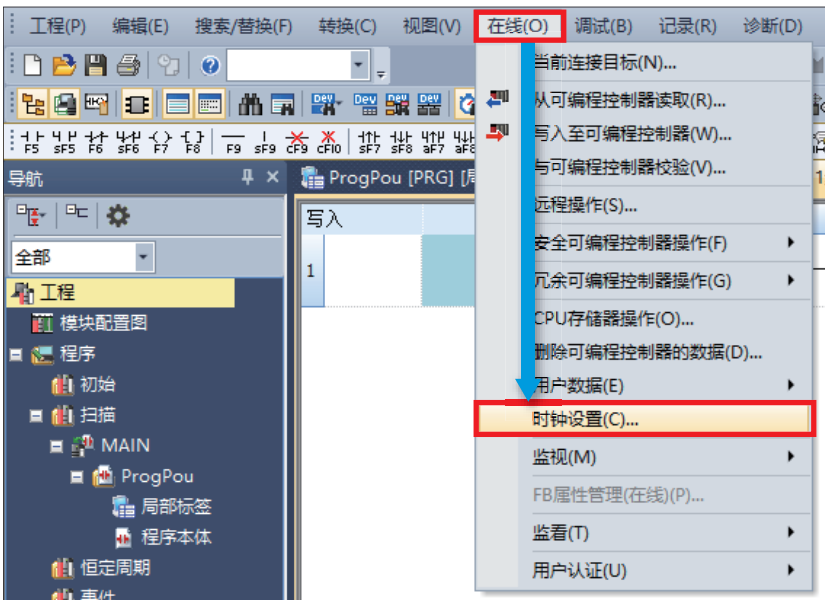 工程(P) 编辑(E) 搜索/替换(F) 转换(C) 视图(V) 在线(O) 调试(B) 记录(R) 诊断(D)
F5 sF5 F6 sF6 F7 F8 F9 sF9 cF9 cF10 sF7 sF8 aF7 aF8
导航
全部
工程
模块配置图
程序
初始
扫描
MAIN
ProgPou
局部标签
程序本体
恒定周期
事件
ProgPou [PRG] [局
写入
1
当前连接目标(N)...
从可编程控制器读取(R)...
写入至可编程控制器(W)...
与可编程控制器校验(V)...
远程操作(S)...
安全可编程控制器操作(F)
冗余可编程控制器操作(G)
CPU存储器操作(O)...
删除可编程控制器的数据(D)...
用户数据(E)
时钟设置(C)...
监视(M)
FB属性管理(在线)(P)...
监看(T)
用户认证(U)